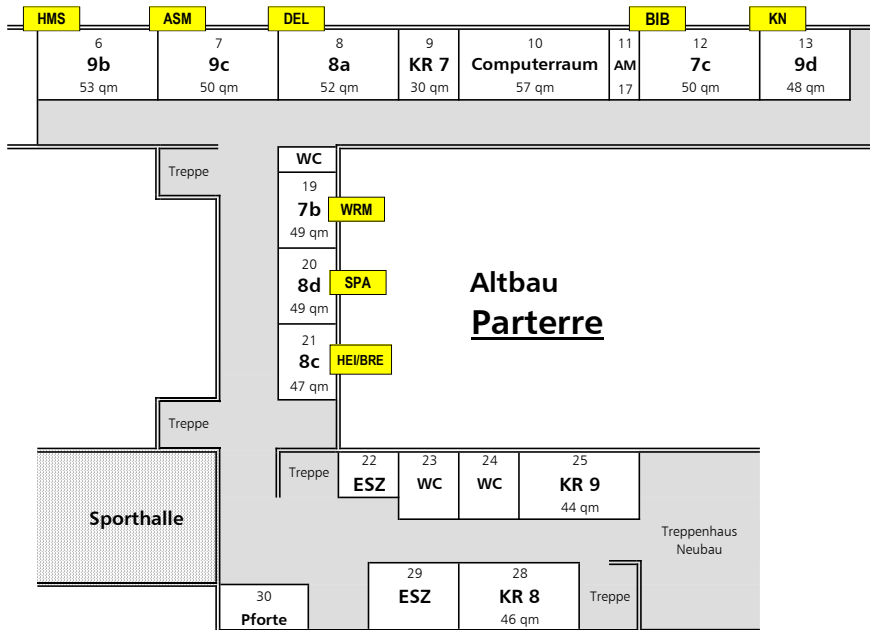 HMS
ASM
DEL
BIB
KN
6
9b
53 qm
7
9c
50 qm
8
8a
52 qm
9
KR 7
30 qm
10
Computerraum
57 qm
11
AM
17
12
7c
50 qm
13
9d
48 qm
Treppe
WC
19
7b
49 qm
WRM
20
8d
49 qm
SPA
21
8c
47 qm
HEI/BRE
Altbau
Parterre
Treppe
Sporthalle
Treppe
22
ESZ
23
WC
24
WC
25
KR 9
44 qm
Treppenhaus
Neubau
30
Pforte
29
ESZ
28
KR 8
46 qm
Treppe